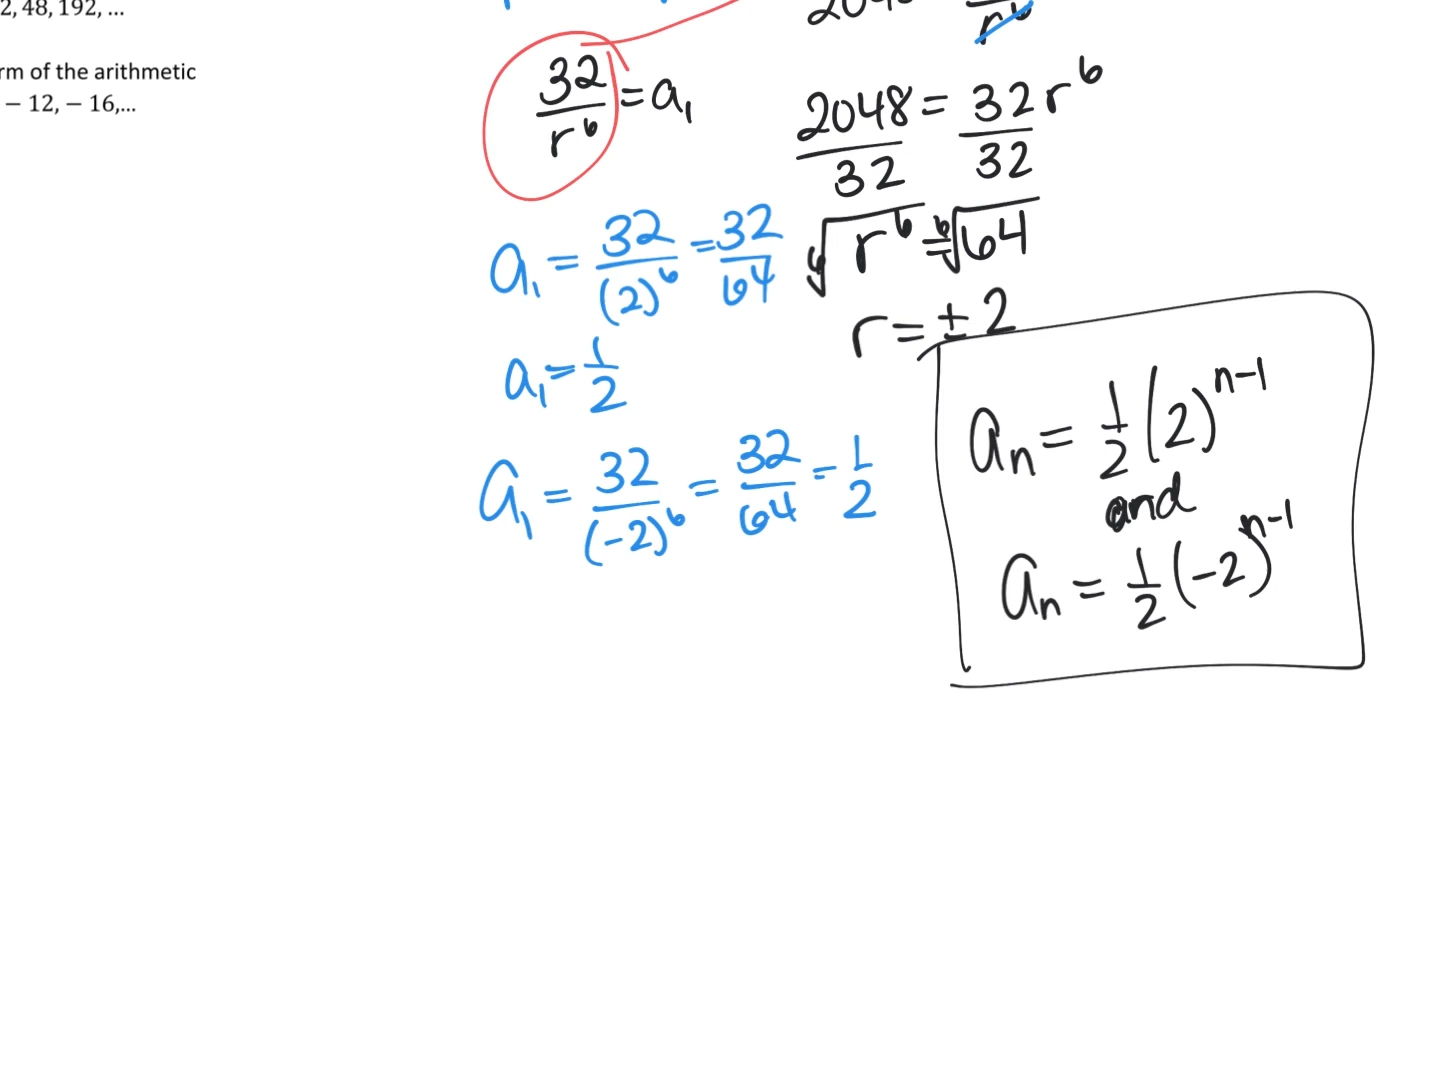 2, 48, 192, ...
rm of the arithmetic
– 12, – 16,...
r⁶
32/r⁶ = a₁
2048/32 = 32r⁶/32
a₁ = 32/(2)⁶ = 32/64
⁶√r⁶ = ⁶√64
r = ± 2
a₁ = 1/2
a₁ = 32/(-2)⁶ = 32/64 = 1/2
aₙ = 1/2 (2)ⁿ⁻¹
and
aₙ = 1/2 (-2)ⁿ⁻¹